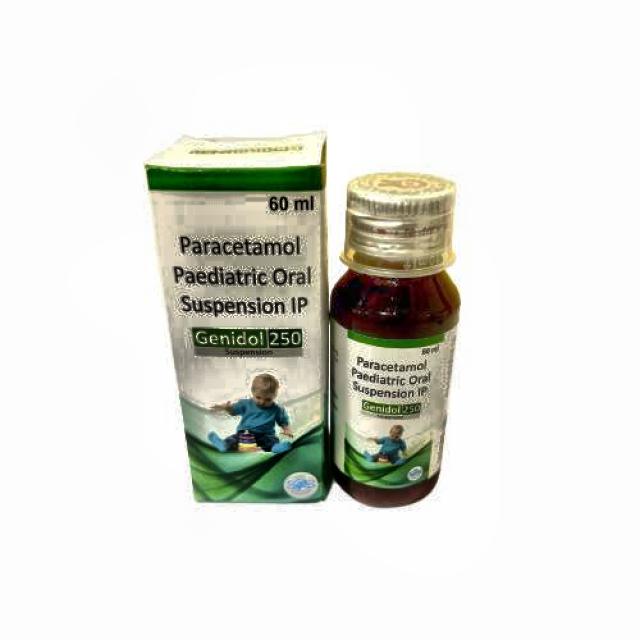 60 ml
Paracetamol
Paediatric Oral
Suspension IP
Genidol 250
Suspension
60 ml
Paracetamol
Paediatric Oral
Suspension IP
Genidol 250